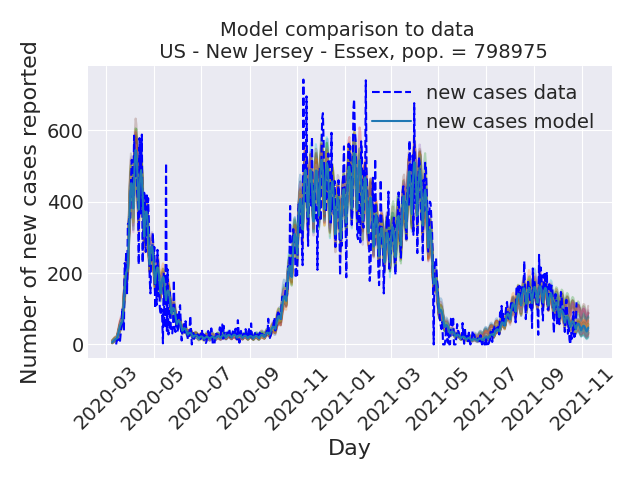 Model comparison to data
US - New Jersey - Essex, pop. = 798975
Number of new cases reported
600
400
200
0
new cases data
new cases model
2020-03
2020-05
2020-07
2020-09
2020-11
2021-01
2021-03
2021-05
2021-07
2021-09
2021-11
Day